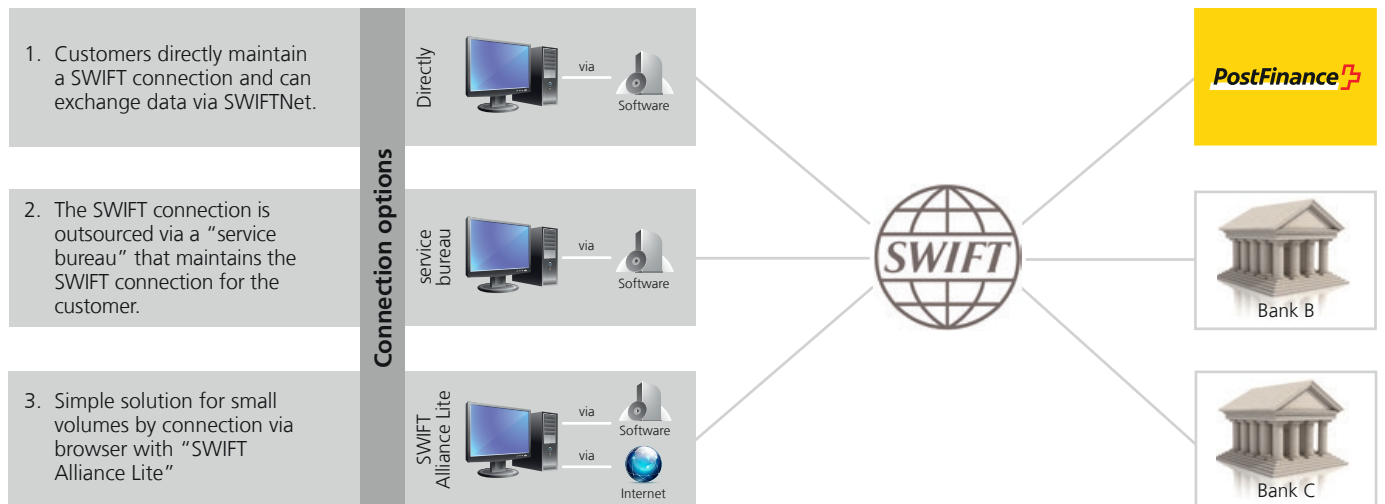 1. Customers directly maintain
a SWIFT connection and can
exchange data via SWIFTNet.
2. The SWIFT connection is
outsourced via a “service
bureau” that maintains the
SWIFT connection for the
customer.
3. Simple solution for small
volumes by connection via
browser with “SWIFT
Alliance Lite”
Connection options
Directly
via
Software
service
bureau
via
Software
SWIFT
Alliance Lite
via
Software
via
Internet
SWIFT
PostFinance
Bank B
Bank C